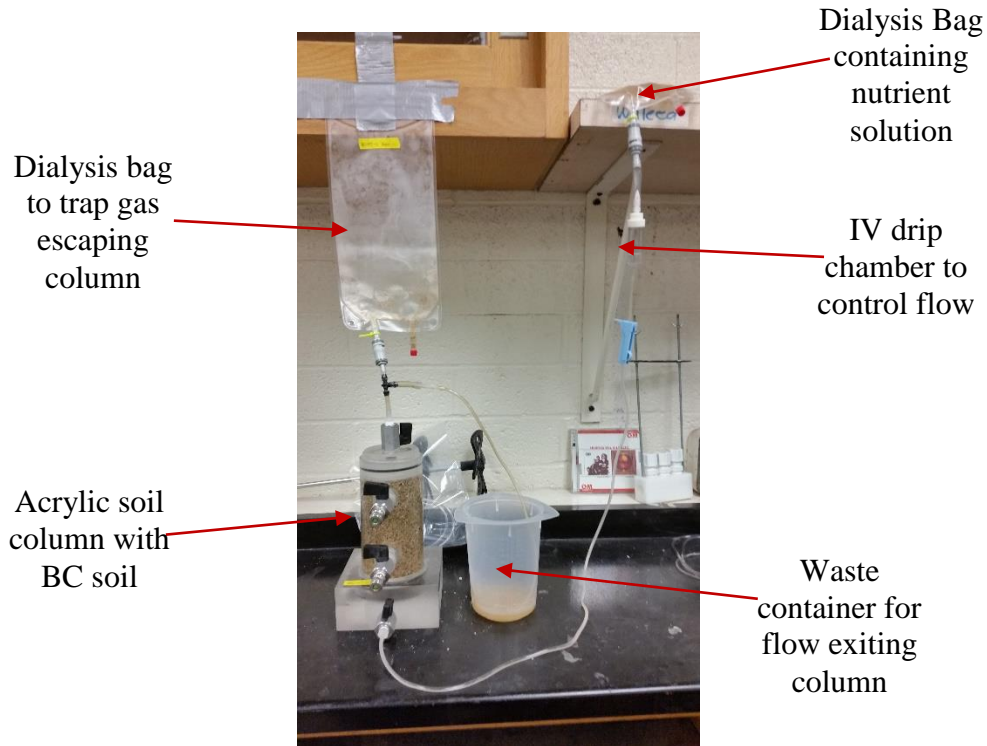 Dialysis Bag
containing
nutrient
solution
Dialysis bag
to trap gas
escaping
column
IV drip
chamber to
control flow
Acrylic soil
column with
BC soil
Waste
container for
flow exiting
column